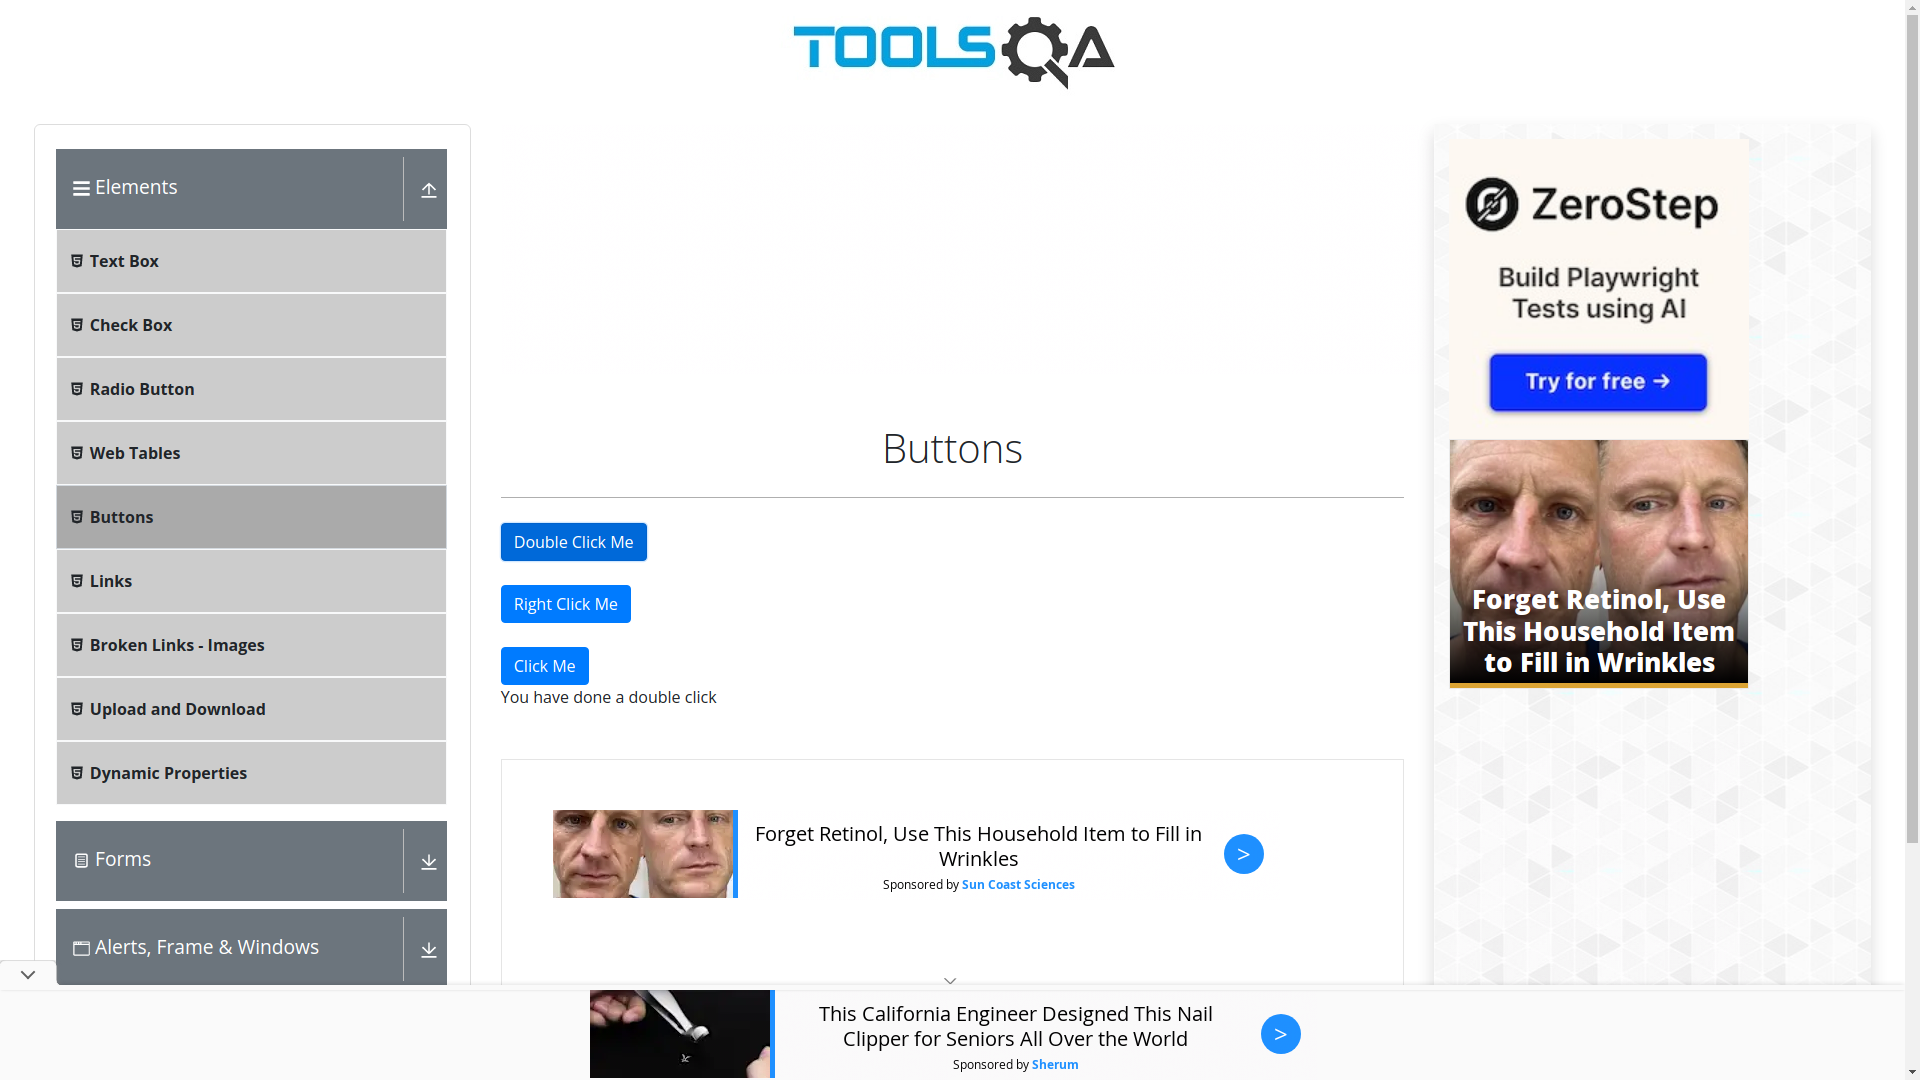 TOOLSQA
Elements
Text Box
Check Box
Radio Button
Web Tables
Buttons
Links
Broken Links - Images
Upload and Download
Dynamic Properties
Forms
Alerts, Frame & Windows
Buttons
Double Click Me
Right Click Me
Click Me
You have done a double click
Forget Retinol, Use This Household Item to Fill in
Wrinkles
Sponsored by Sun Coast Sciences
>
ZeroStep
Build Playwright
Tests using AI
Try for free →
Forget Retinol, Use
This Household Item
to Fill in Wrinkles
This California Engineer Designed This Nail
Clipper for Seniors All Over the World
Sponsored by Sherum
>